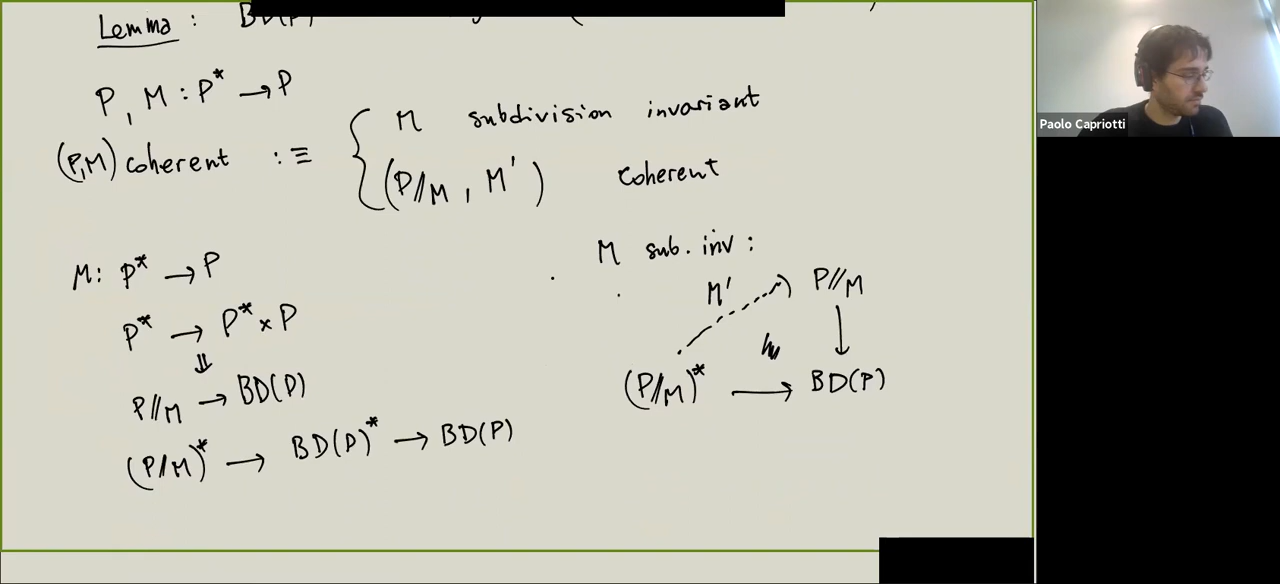 Lemma : BD(P)
P, M : P* → P
(P,M) coherent :≡ { M subdivision invariant
(P//M, M') coherent
M: P* → P
P* → P* × P
⇓
P//M → BD(P)
(P//M)* → BD(P)* → BD(P)
M sub. inv :
M' P//M
↓
(P//M)* → BD(P)
Paolo Capriotti